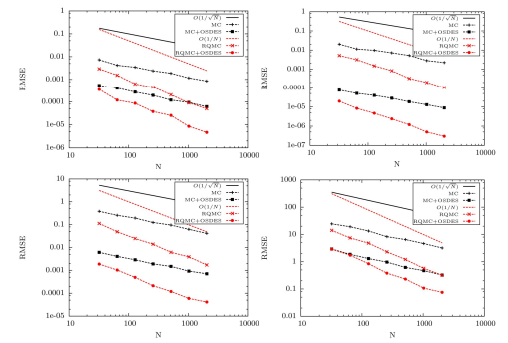 1
0.1
0.01
0.001
0.0001
1e-05
1e-06
10
100
1000
10000
N
RMSE
O(1/√N)
MC
MC+OSDES
O(1/N)
RQMC
RQMC+OSDES
1
0.1
0.01
0.001
0.0001
1e-05
1e-06
1e-07
10
100
1000
10000
N
RMSE
O(1/√N)
MC
MC+OSDES
O(1/N)
RQMC
RQMC+OSDES
10
1
0.1
0.01
0.001
0.0001
1e-05
10
100
1000
10000
N
RMSE
O(1/√N)
MC
MC+OSDES
O(1/N)
RQMC
RQMC+OSDES
1000
100
10
1
0.1
0.01
10
100
1000
10000
N
RMSE
O(1/√N)
MC
MC+OSDES
O(1/N)
RQMC
RQMC+OSDES